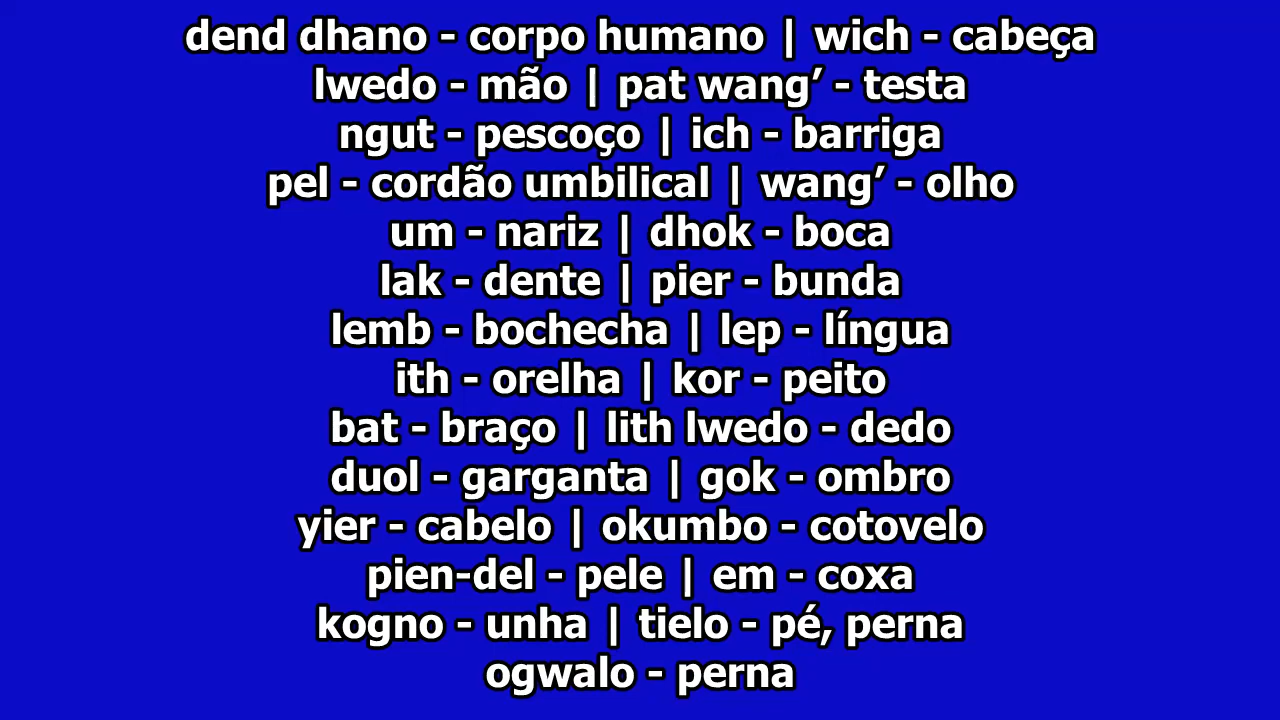 dend dhano - corpo humano | wich - cabeça
lwedo - mão | pat wang’ - testa
ngut - pescoço | ich - barriga
pel - cordão umbilical | wang’ - olho
um - nariz | dhok - boca
lak - dente | pier - bunda
lemb - bochecha | lep - língua
ith - orelha | kor - peito
bat - braço | lith lwedo - dedo
duol - garganta | gok - ombro
yier - cabelo | okumbo - cotovelo
pien-del - pele | em - coxa
kogno - unha | tielo - pé, perna
ogwalo - perna